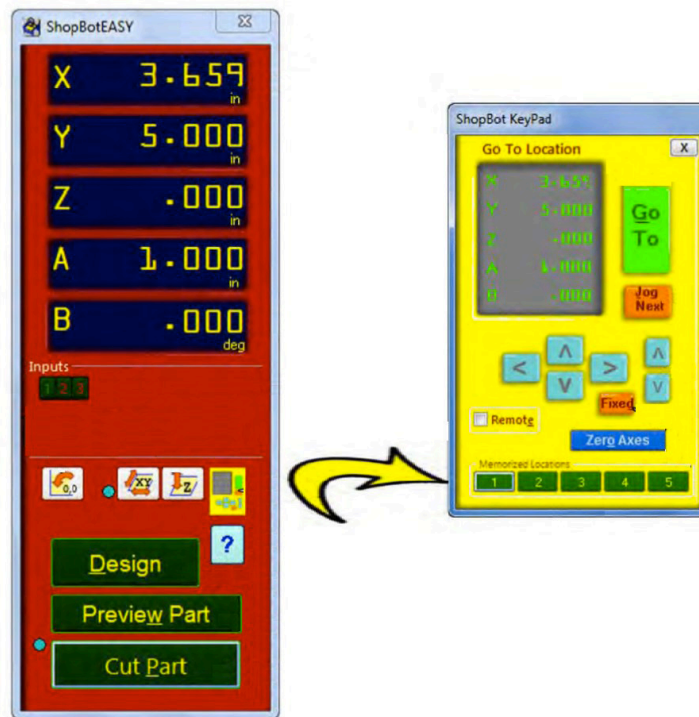 ShopBotEASY
X 3.659
in
Y 5.000
in
Z .000
in
A 1.000
in
B .000
deg
Inputs
1 2 3
0,0
XY
Z
?
Design
Preview Part
Cut Part
ShopBot KeyPad
Go To Location
X
X 3.659
Y 5.000
Z .000
A 1.000
.000
Go
To
Jog
Next
Fixed
Remote
Zero Axes
Memorized Locations
1 2 3 4 5